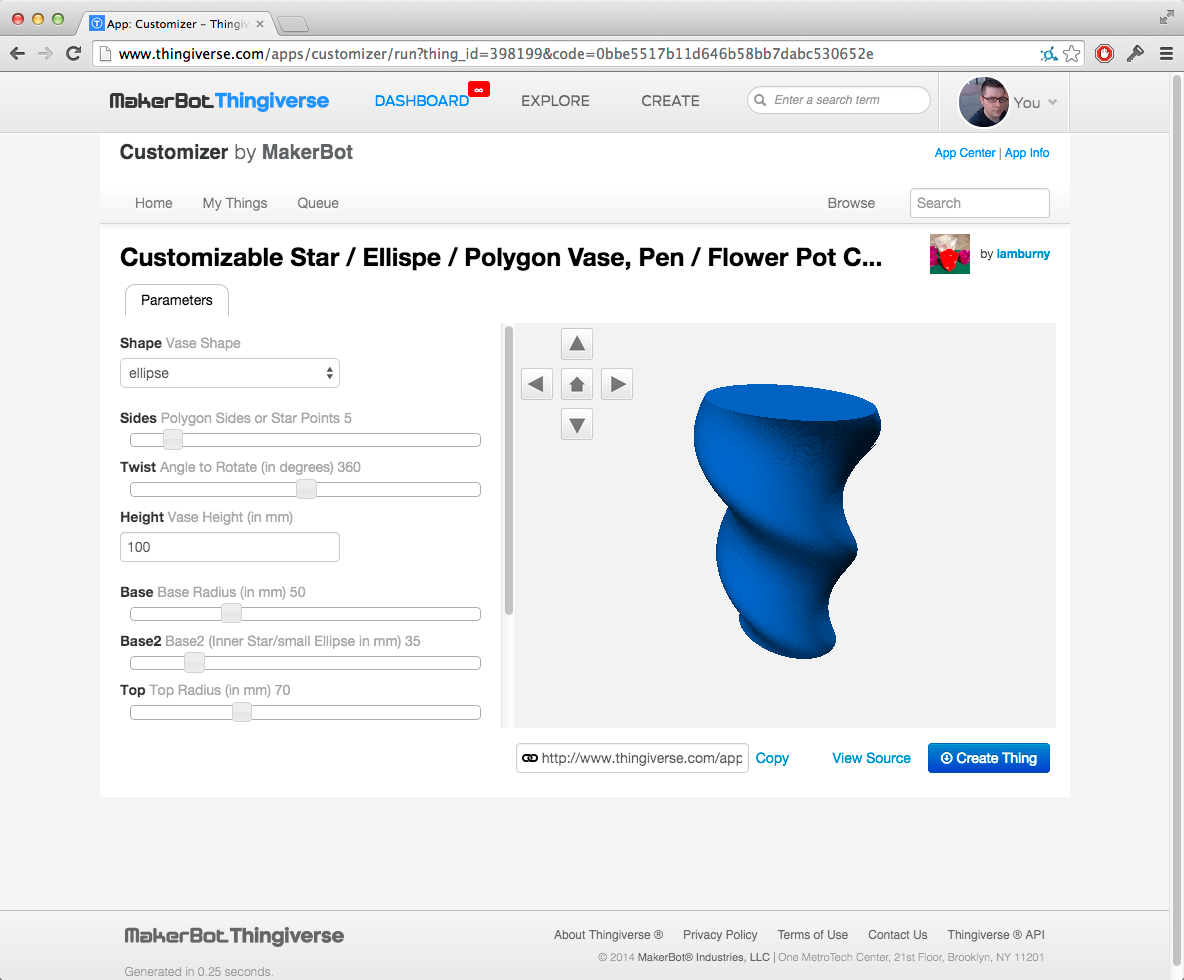 App: Customizer – Thingiv
www.thingiverse.com/apps/customizer/run?thing_id=398199&code=0bbe5517b11d646b58bb7dabc530652e
MakerBot Thingiverse
DASHBOARD ∞ EXPLORE CREATE Enter a search term You
Customizer by MakerBot
App Center | App Info
Home My Things Queue Browse Search
Customizable Star / Ellispe / Polygon Vase, Pen / Flower Pot C...
by iamburny
Parameters
Shape Vase Shape
ellipse
Sides Polygon Sides or Star Points 5
Twist Angle to Rotate (in degrees) 360
Height Vase Height (in mm)
100
Base Base Radius (in mm) 50
Base2 Base2 (Inner Star/small Ellipse in mm) 35
Top Top Radius (in mm) 70
http://www.thingiverse.com/app Copy View Source Create Thing
MakerBot Thingiverse
About Thingiverse ® Privacy Policy Terms of Use Contact Us Thingiverse ® API
© 2014 MakerBot® Industries, LLC | One MetroTech Center, 21st Floor, Brooklyn, NY 11201
Generated in 0.25 seconds.